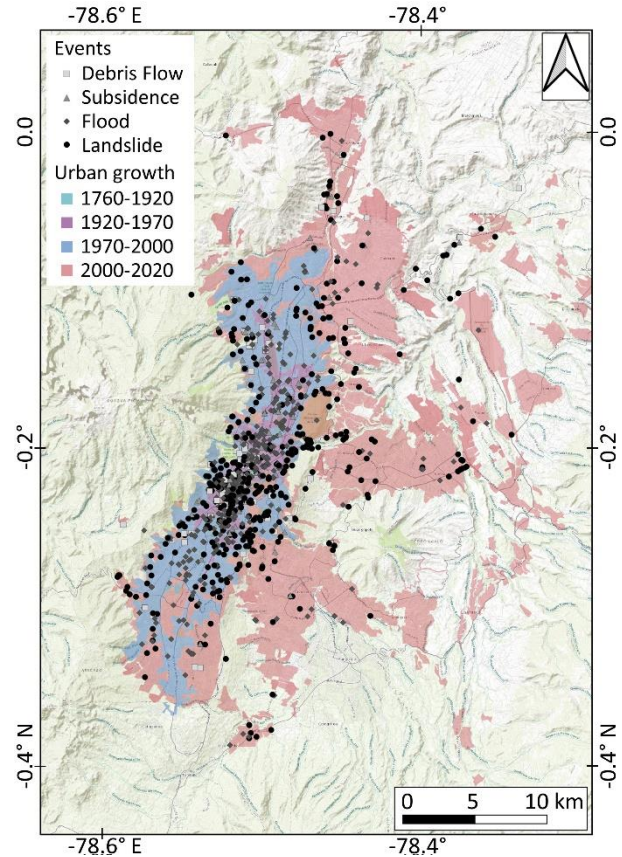 -78.6° E
-78.4°
Events
Debris Flow
Subsidence
Flood
Landslide
Urban growth
1760-1920
1920-1970
1970-2000
2000-2020
0.0
0.0
-0.2°
-0.2°
-0.4° N
-0.4° N
0 5 10 km
-78.6° E
-78.4°